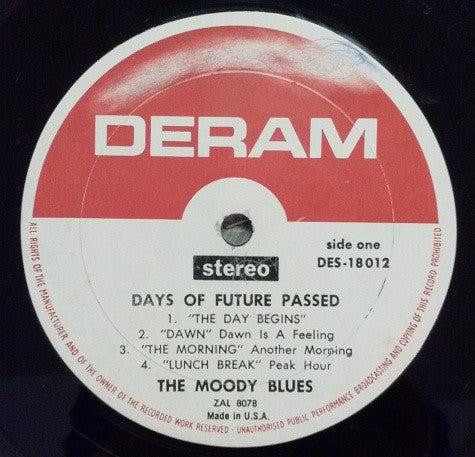 DERAM
stereo
side one
DES-18012
DAYS OF FUTURE PASSED
1. "THE DAY BEGINS"
2. "DAWN" Dawn Is A Feeling
3. "THE MORNING" Another Morning
4. "LUNCH BREAK" Peak Hour
THE MOODY BLUES
ZAL 8078
Made in U.S.A.
ALL RIGHTS OF THE MANUFACTURER AND OF THE OWNER OF THE RECORDED WORK RESERVED - UNAUTHORISED PUBLIC PERFORMANCE BROADCASTING AND COPYING OF THIS RECORD PROHIBITED